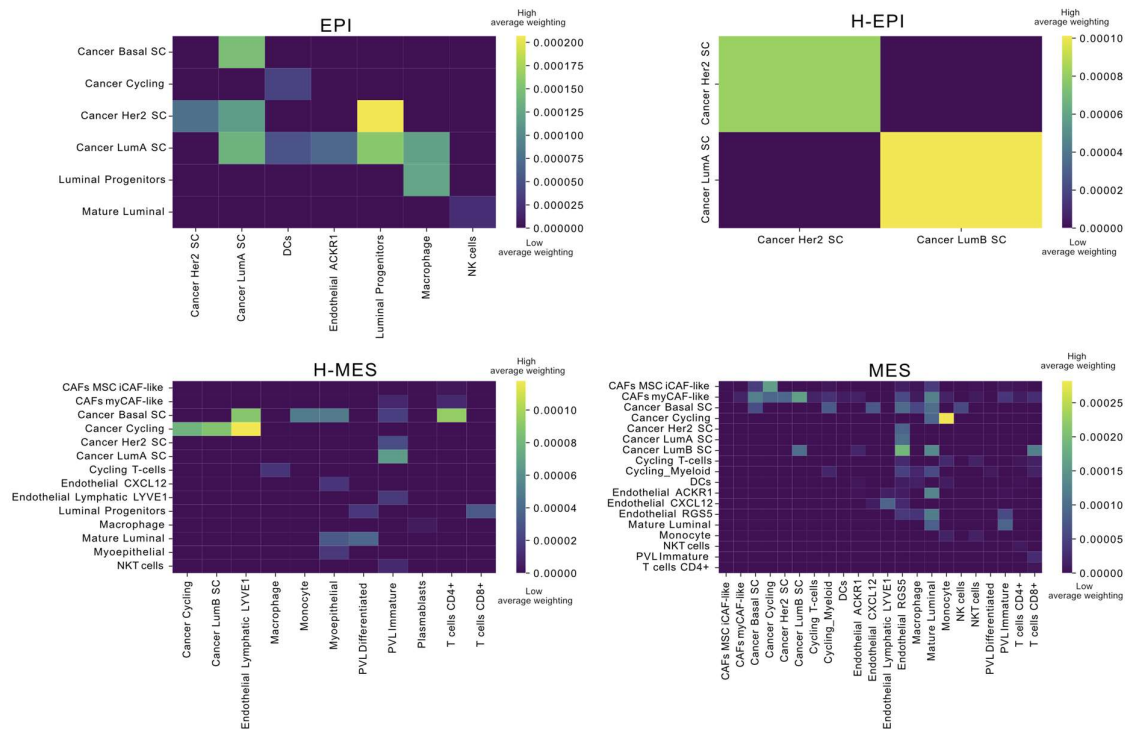 EPI
High
average weighting
Cancer Basal SC
Cancer Cycling
Cancer Her2 SC
Cancer LumA SC
Luminal Progenitors
Mature Luminal
0.000200
0.000175
0.000150
0.000125
0.000100
0.000075
0.000050
0.000025
0.000000
Low
average weighting
Cancer Her2 SC
Cancer LumA SC
DCs
Endothelial ACKR1
Luminal Progenitors
Macrophage
NK cells
H-EPI
High
average weighting
Cancer Her2 SC
Cancer LumA SC
0.00010
0.00008
0.00006
0.00004
0.00002
0.00000
Low
average weighting
Cancer Her2 SC
Cancer LumB SC
H-MES
High
average weighting
CAFs MSC iCAF-like
CAFs myCAF-like
Cancer Basal SC
Cancer Cycling
Cancer Her2 SC
Cancer LumA SC
Cycling T-cells
Endothelial CXCL12
Endothelial Lymphatic LYVE1
Luminal Progenitors
Macrophage
Mature Luminal
Myoepithelial
NKT cells
0.00010
0.00008
0.00006
0.00004
0.00002
0.00000
Low
average weighting
Cancer Cycling
Cancer LumB SC
Endothelial Lymphatic LYVE1
Macrophage
Monocyte
Myoepithelial
PVL Differentiated
PVL Immature
Plasmablasts
T cells CD4+
T cells CD8+
MES
High
average weighting
CAFs MSC iCAF-like
CAFs myCAF-like
Cancer Basal SC
Cancer Cycling
Cancer Her2 SC
Cancer LumA SC
Cancer LumB SC
Cycling T-cells
Cycling_Myeloid
DCs
Endothelial ACKR1
Endothelial CXCL12
Endothelial RGS5
Mature Luminal
Monocyte
NKT cells
PVL Immature
T cells CD4+
0.00025
0.00020
0.00015
0.00010
0.00005
0.00000
Low
average weighting
CAFs MSC iCAF-like
CAFs myCAF-like
Cancer Basal SC
Cancer Cycling
Cancer Her2 SC
Cancer LumB SC
Cycling T-cells
Cycling_Myeloid
DCs
Endothelial ACKR1
Endothelial CXCL12
Endothelial Lymphatic LYVE1
Endothelial RGS5
Macrophage
Mature Luminal
Monocyte
NK cells
NKT cells
PVL Differentiated
PVL Immature
T cells CD4+
T cells CD8+